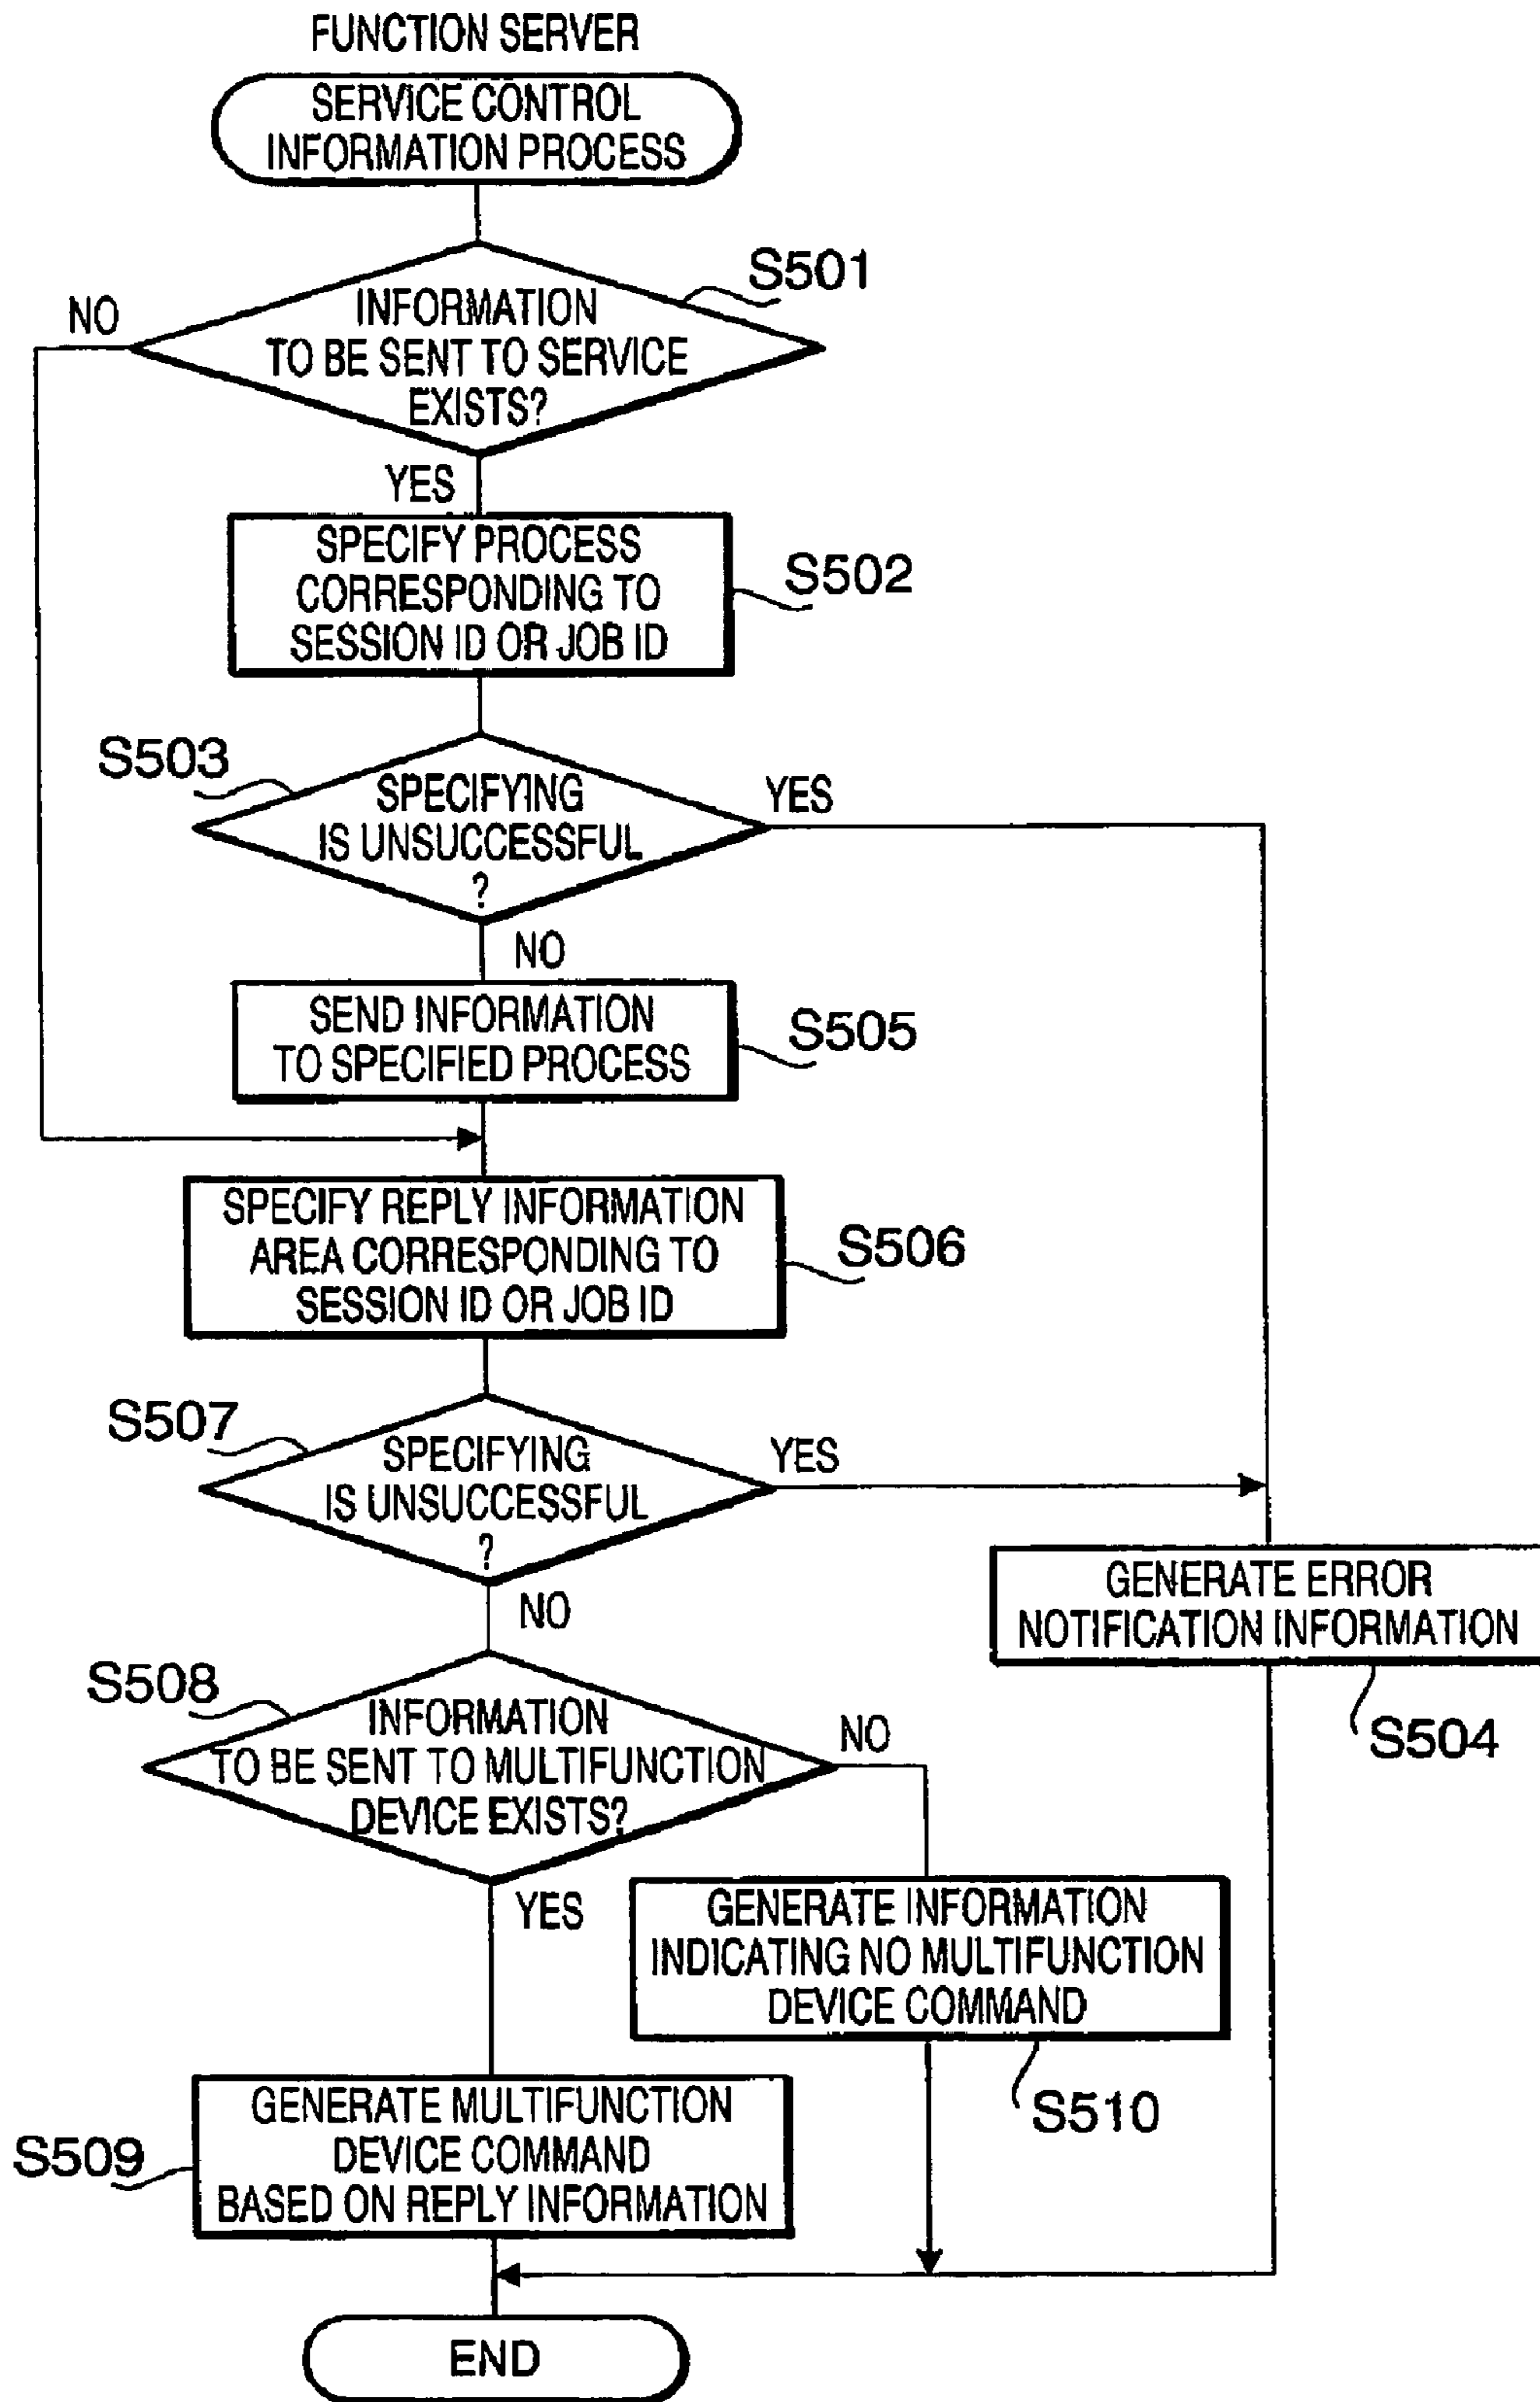 FUNCTION SERVER
SERVICE CONTROL
INFORMATION PROCESS
S501
NO
INFORMATION
TO BE SENT TO SERVICE
EXISTS?
YES
SPECIFY PROCESS
CORRESPONDING TO
SESSION ID OR JOB ID
S502
S503
SPECIFYING
IS UNSUCCESSFUL
?
YES
NO
SEND INFORMATION
TO SPECIFIED PROCESS
S505
SPECIFY REPLY INFORMATION
AREA CORRESPONDING TO
SESSION ID OR JOB ID
S506
S507
SPECIFYING
IS UNSUCCESSFUL
?
YES
NO
GENERATE ERROR
NOTIFICATION INFORMATION
S504
S508
INFORMATION
TO BE SENT TO MULTIFUNCTION
DEVICE EXISTS?
NO
YES
GENERATE INFORMATION
INDICATING NO MULTIFUNCTION
DEVICE COMMAND
S510
GENERATE MULTIFUNCTION
DEVICE COMMAND
BASED ON REPLY INFORMATION
S509
END